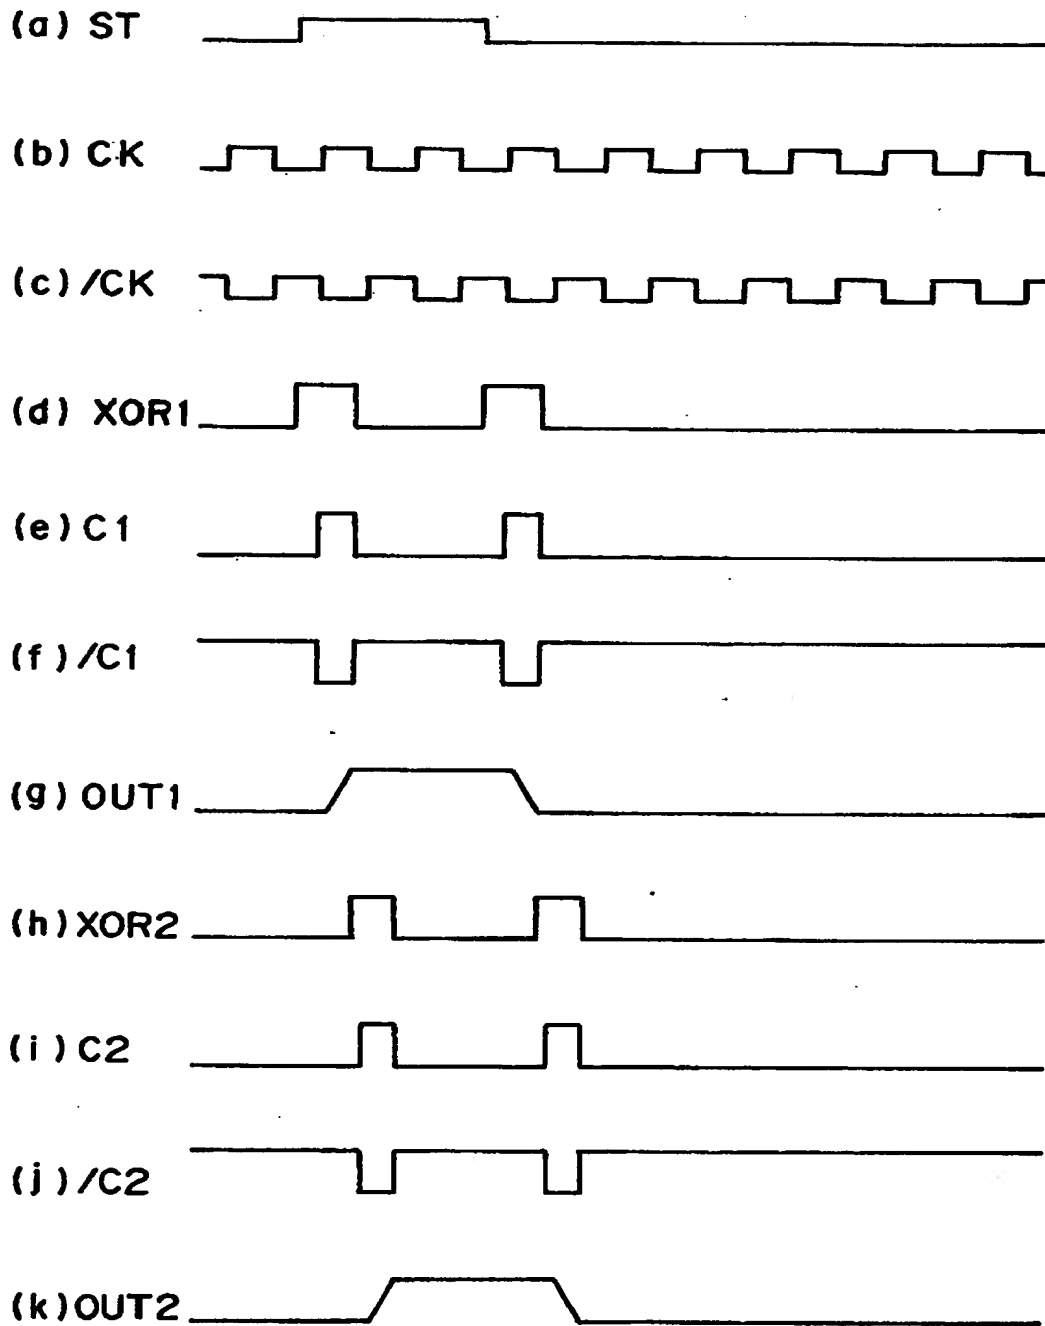 (a) ST
(b) CK
(c) /CK
(d) XOR1
(e) C1
(f) /C1
(g) OUT1
(h) XOR2
(i) C2
(j) /C2
(k) OUT2